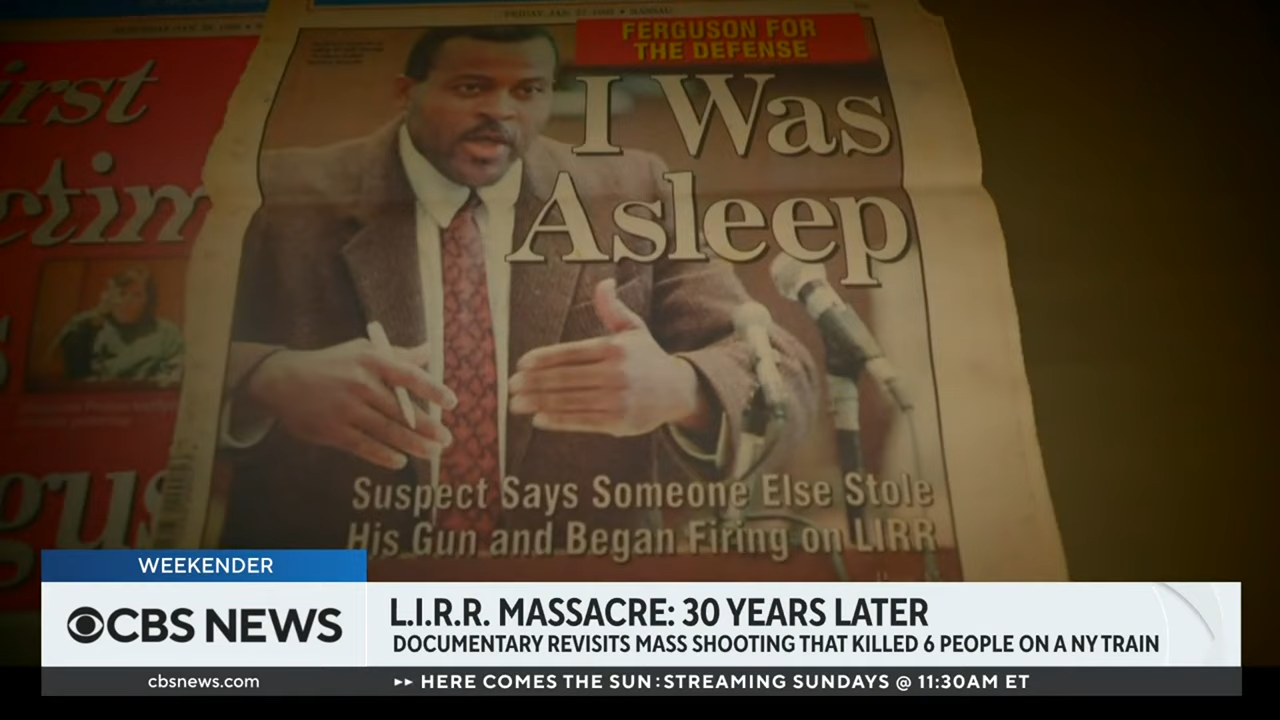 FERGUSON FOR
THE DEFENSE
I Was
Asleep
Suspect Says Someone Else Stole
His Gun and Began Firing on LIRR
WEEKENDER
CBS NEWS
L.I.R.R. MASSACRE: 30 YEARS LATER
DOCUMENTARY REVISITS MASS SHOOTING THAT KILLED 6 PEOPLE ON A NY TRAIN
cbsnews.com
HERE COMES THE SUN : STREAMING SUNDAYS @ 11:30AM ET